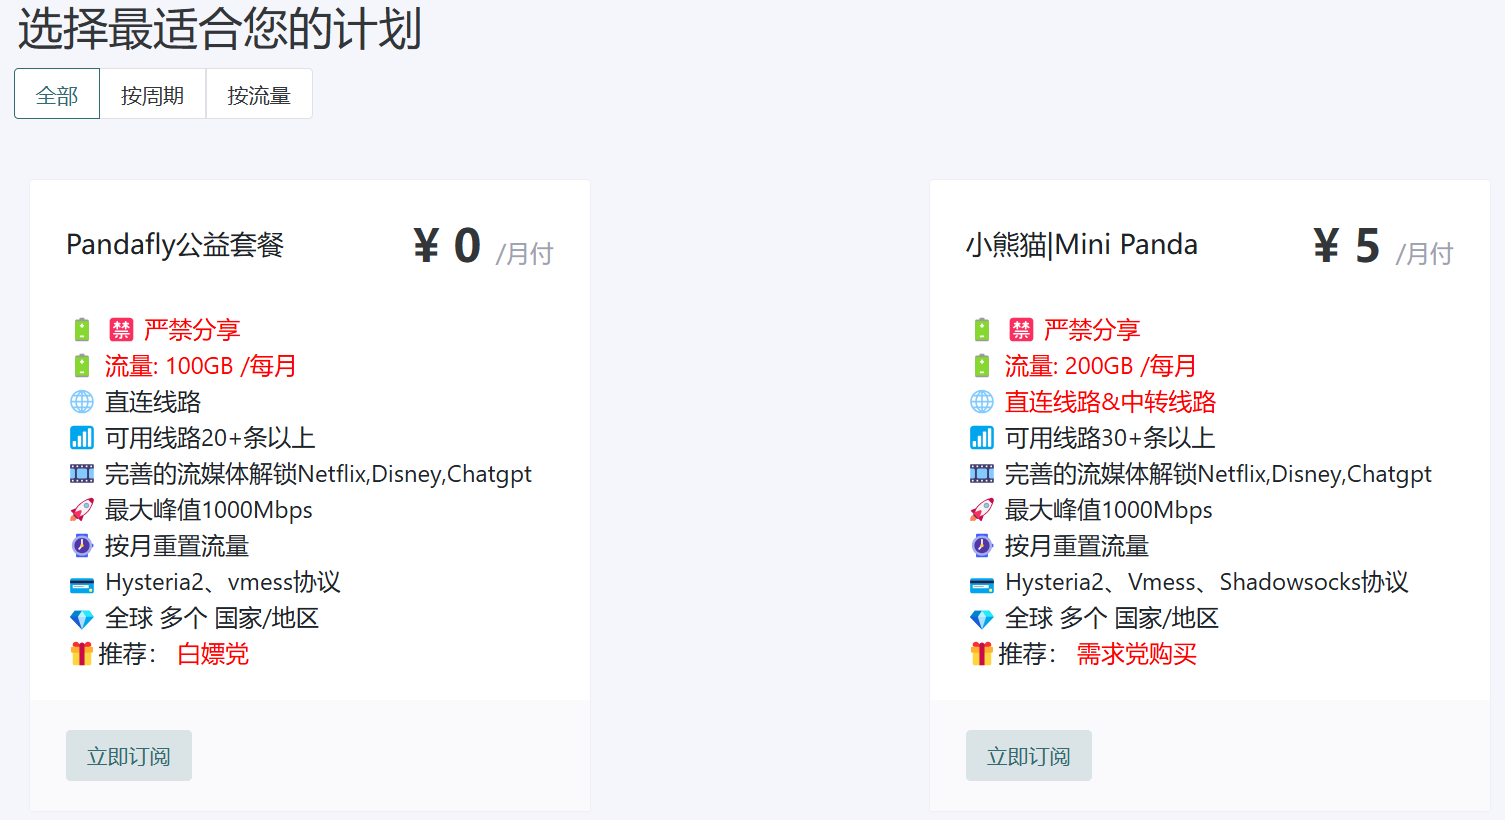 选择最适合您的计划
全部 按周期 按流量
Pandafly公益套餐 ¥ 0 /月付
🔋 🈲 严禁分享
🔋 流量: 100GB /每月
🌐 直连线路
📶 可用线路20+条以上
🎞️ 完善的流媒体解锁Netflix,Disney,Chatgpt
🚀 最大峰值1000Mbps
⌚ 按月重置流量
💳 Hysteria2、vmess协议
💎 全球 多个 国家/地区
🎁推荐： 白嫖党
立即订阅
小熊猫|Mini Panda ¥ 5 /月付
🔋 🈲 严禁分享
🔋 流量: 200GB /每月
🌐 直连线路&中转线路
📶 可用线路30+条以上
🎞️ 完善的流媒体解锁Netflix,Disney,Chatgpt
🚀 最大峰值1000Mbps
⌚ 按月重置流量
💳 Hysteria2、Vmess、Shadowsocks协议
💎 全球 多个 国家/地区
🎁推荐： 需求党购买
立即订阅